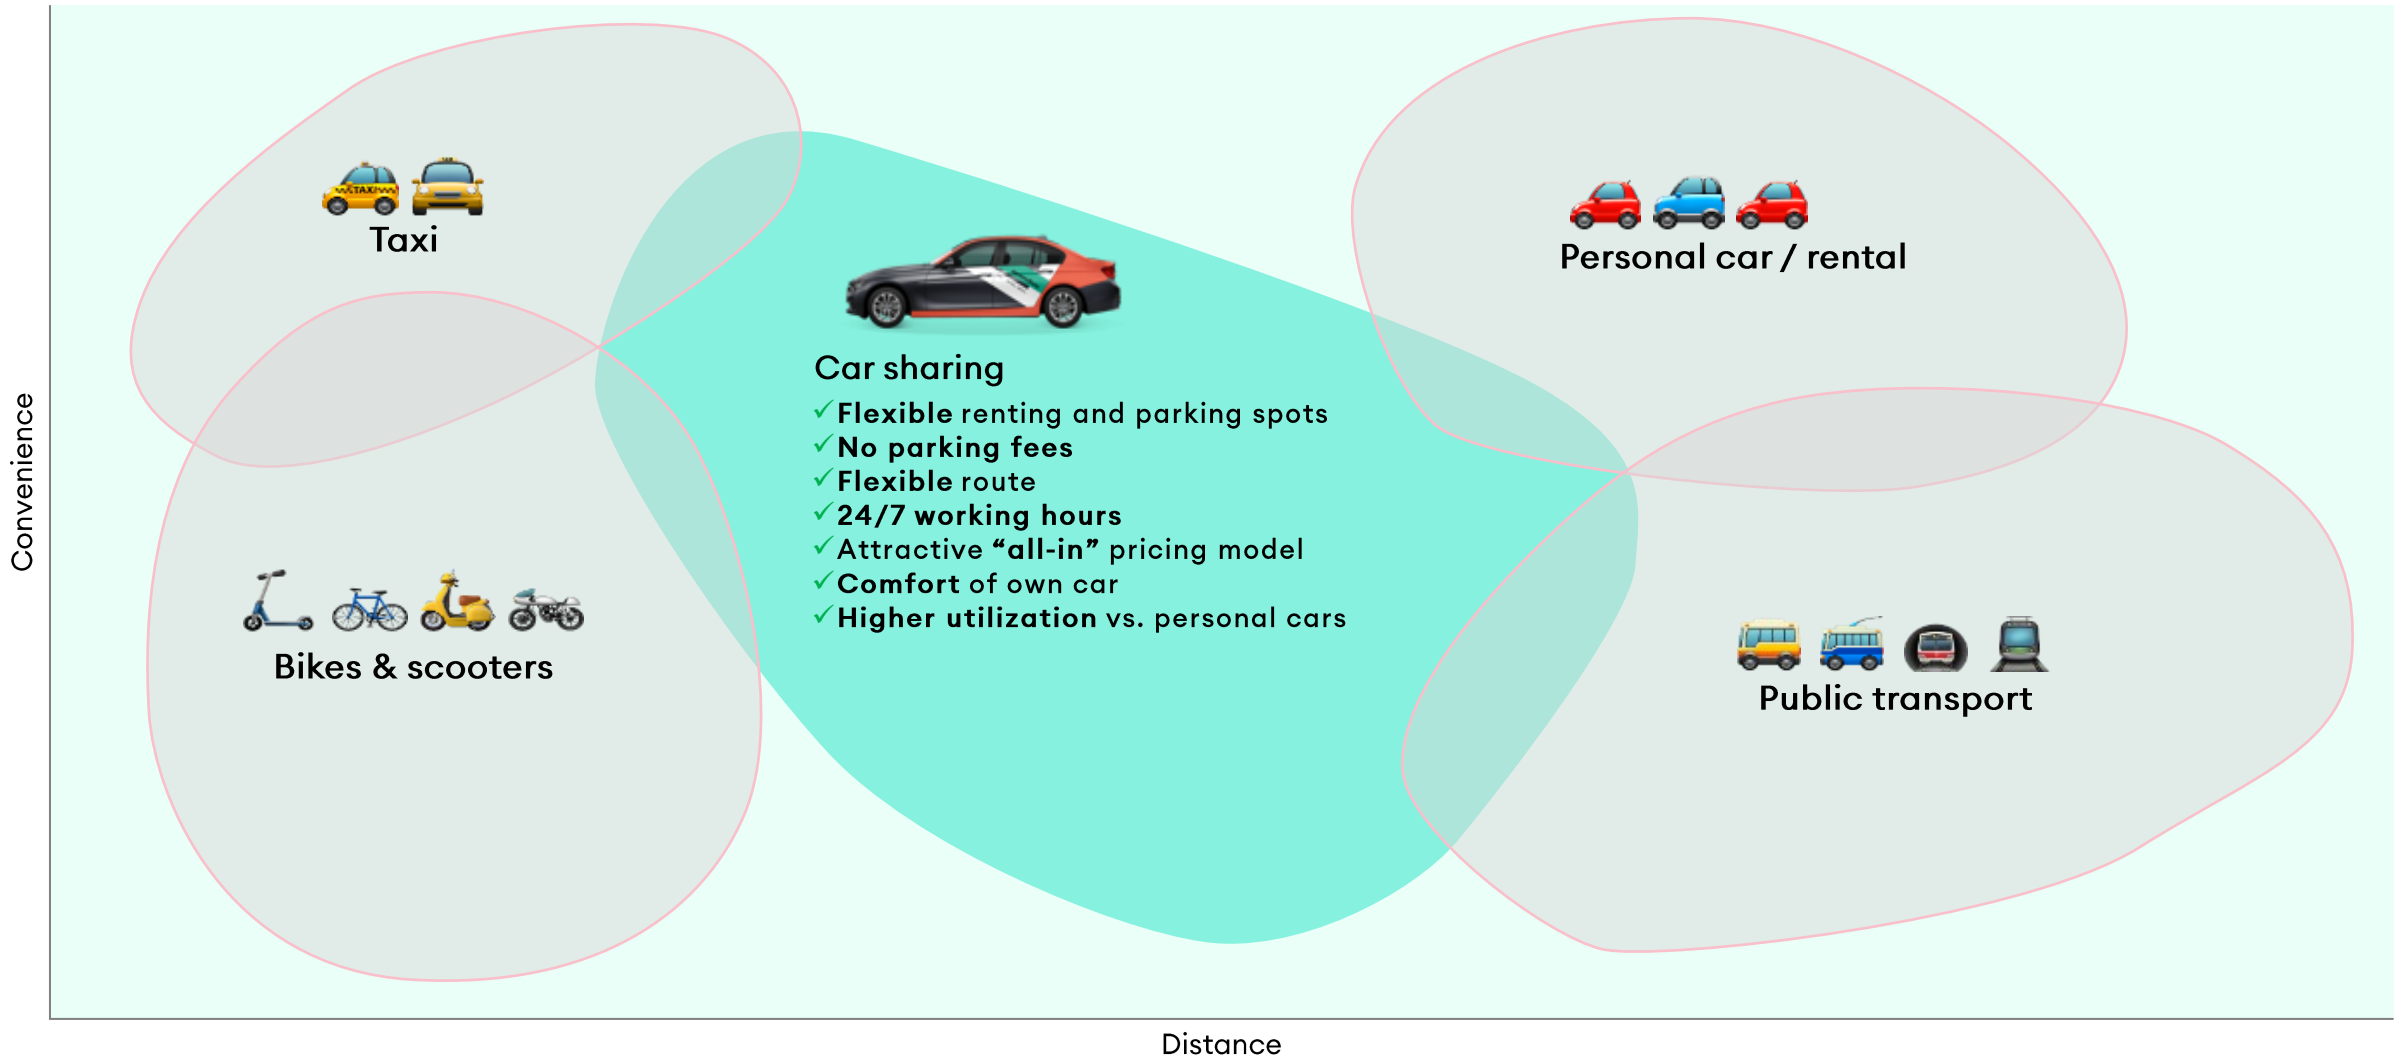 TAXI
Taxi
Personal car / rental
Car sharing
✓Flexible renting and parking spots
✓No parking fees
✓Flexible route
✓24/7 working hours
✓Attractive “all-in” pricing model
✓Comfort of own car
✓Higher utilization vs. personal cars
Convenience
Bikes & scooters
Public transport
Distance